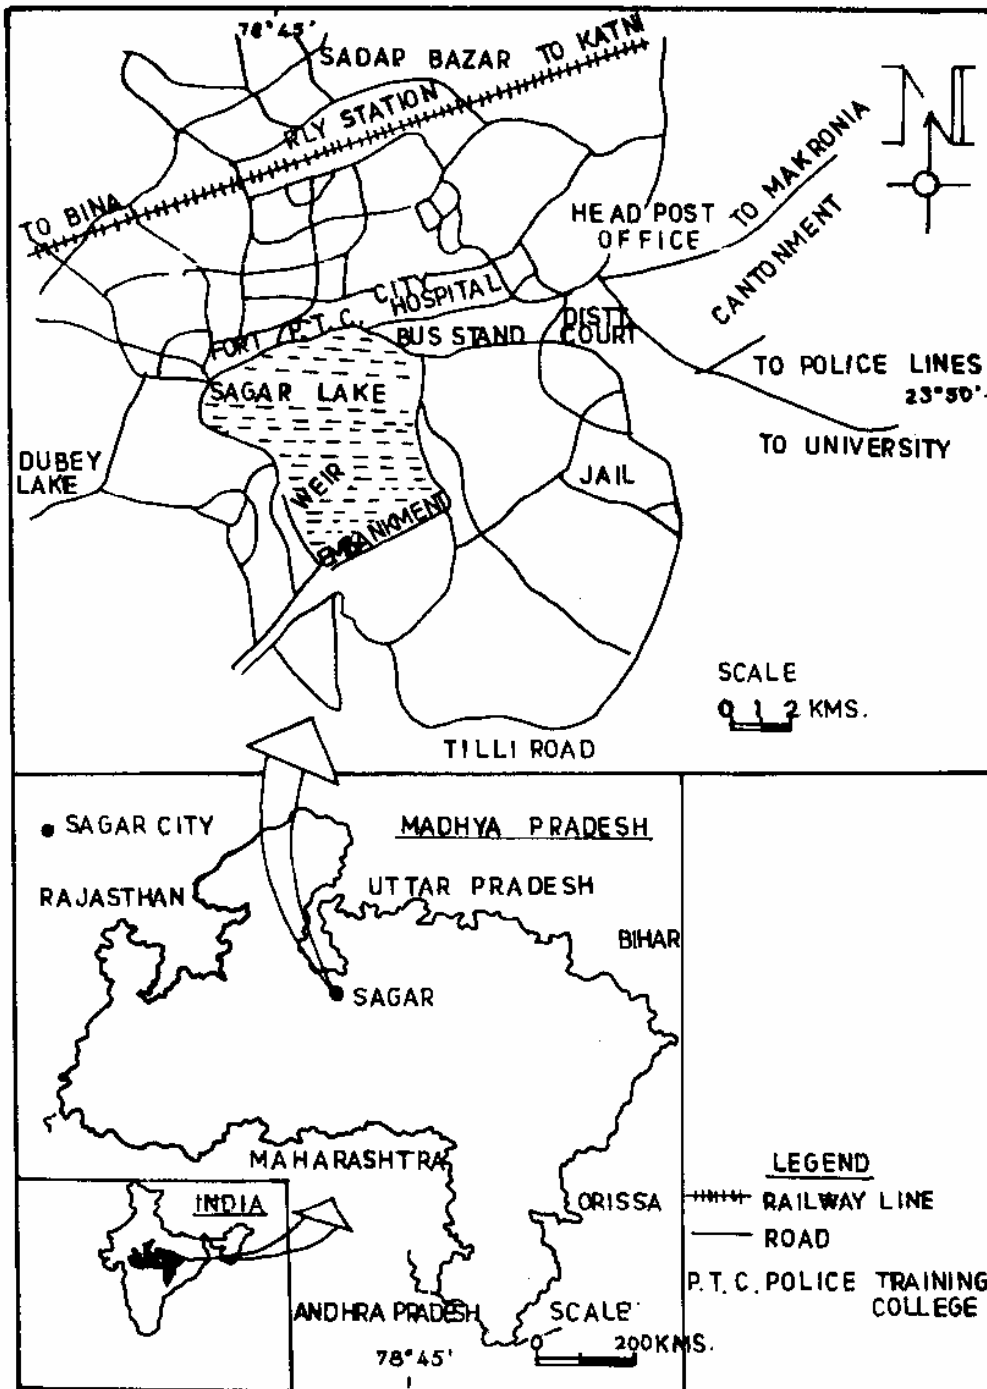 78°45'
SADAP BAZAR
TO KATNI
RLY STATION
TO BINA
N
TO MAKRONIA
HEAD POST
OFFICE
CANTONMENT
CITY
HOSPITAL
P.T.C.
FORT
BUS STAND
DISTT
COURT
TO POLICE LINES
23°50'
SAGAR LAKE
TO UNIVERSITY
DUBEY
LAKE
JAIL
WEIR
EMBANKMENT
SCALE
0 1 2 KMS.
TILLI ROAD
SAGAR CITY
MADHYA PRADESH
RAJASTHAN
UTTAR PRADESH
BIHAR
SAGAR
MAHARASHTRA
ORISSA
INDIA
ANDHRA PRADESH
SCALE
0 200KMS.
78°45'
LEGEND
RAILWAY LINE
ROAD
P.T.C. POLICE TRAINING
COLLEGE